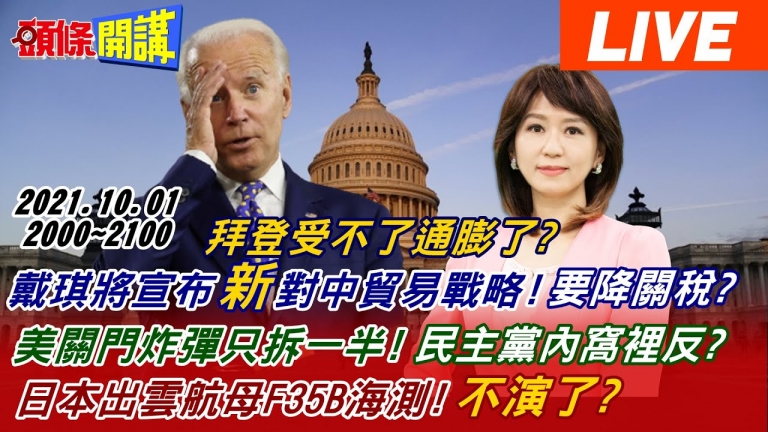 頭條開講
LIVE
2021.10.01
2000~2100
拜登受不了通膨了?
戴琪將宣布新對中貿易戰略!要降關稅?
美關門炸彈只拆一半!民主黨內窩裡反?
日本出雲航母F35B海測!不演了?